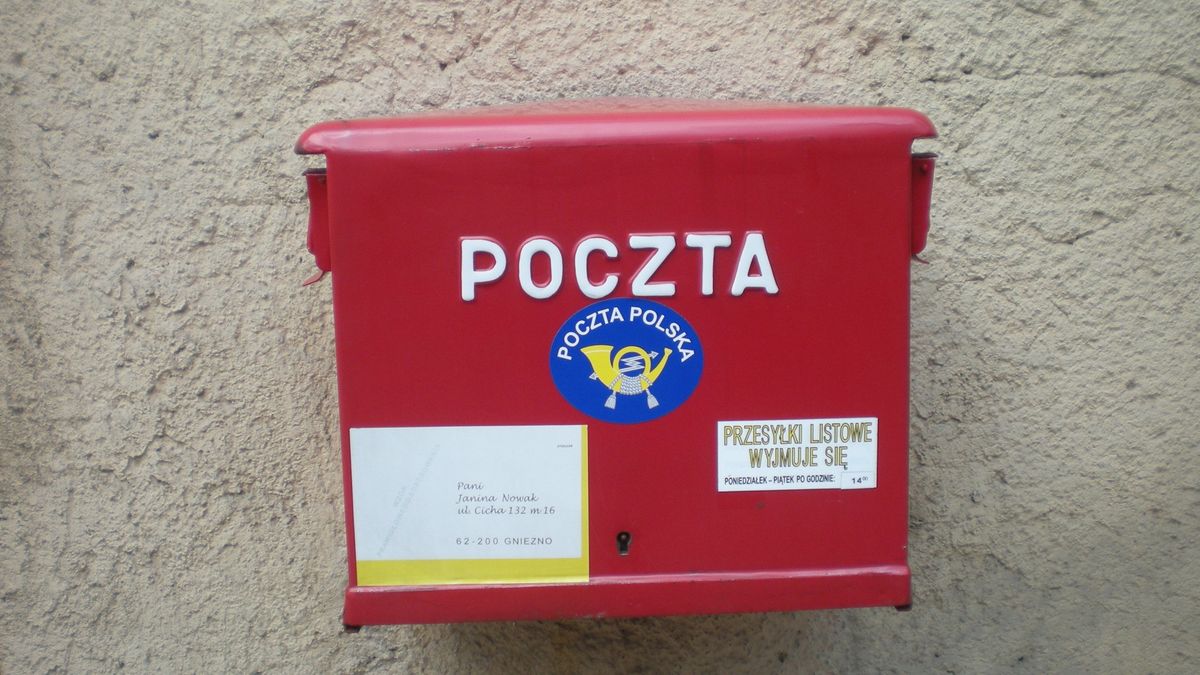 POCZTA
POCZTA POLSKA
PRZESYŁKI LISTOWE
WYJMUJE SIĘ
PONIEDZIAŁEK – PIĄTEK PO GODZINIE: 14⁰⁰
Pani
Janina Nowak
ul. Cicha 132 m 16
62-200 GNIEZNO